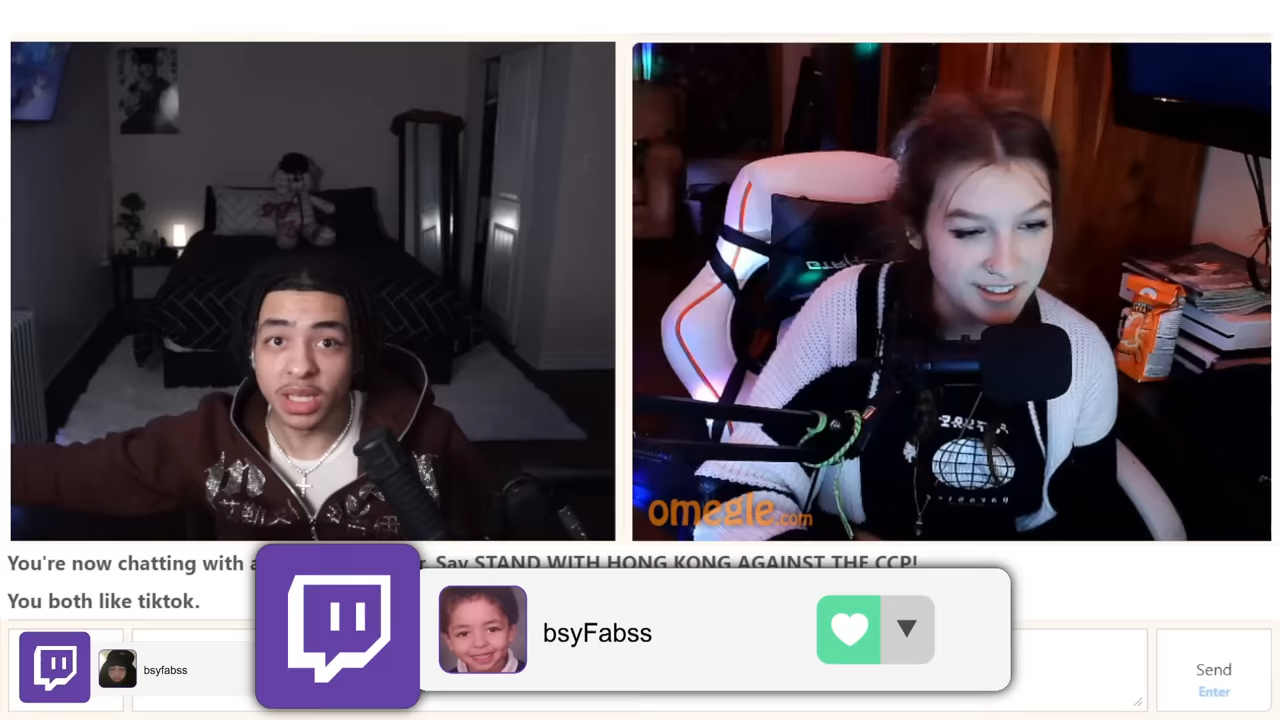 omegle.com
You're now chatting with a
r. Say STAND WITH HONG KONG AGAINST THE CCP!
You both like tiktok.
bsyFabss
bsyfabss
Send
Enter